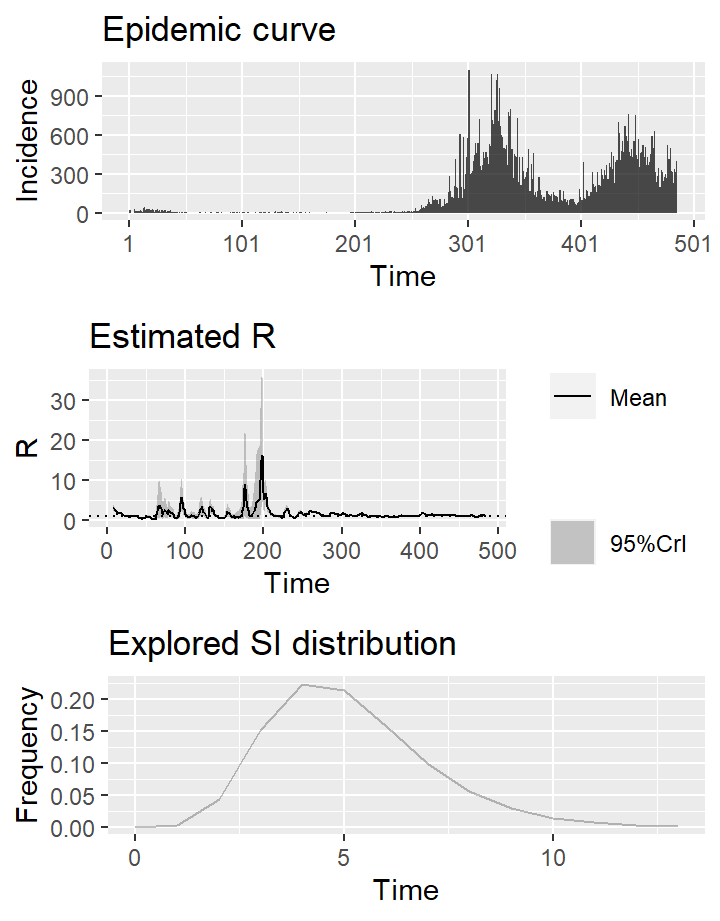 Epidemic curve
Incidence
900
600
300
0
1 101 201 301 401 501
Time
Estimated R
R
30
20
10
0
0 100 200 300 400 500
Time
Mean
95%CrI
Explored SI distribution
Frequency
0.20
0.15
0.10
0.05
0.00
0 5 10
Time